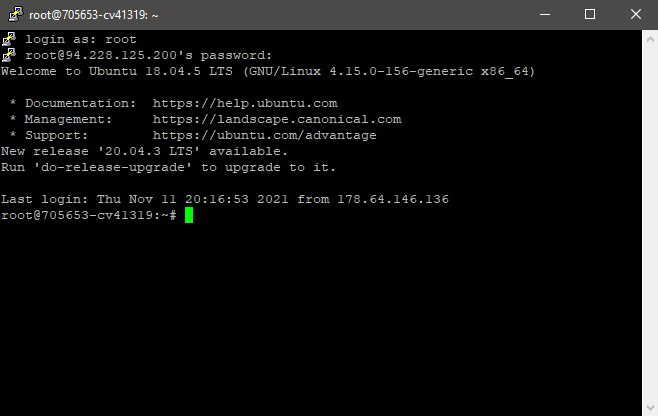 root@705653-cv41319: ~
login as: root
root@94.228.125.200's password:
Welcome to Ubuntu 18.04.5 LTS (GNU/Linux 4.15.0-156-generic x86_64)

 * Documentation:  https://help.ubuntu.com
 * Management:     https://landscape.canonical.com
 * Support:        https://ubuntu.com/advantage
New release '20.04.3 LTS' available.
Run 'do-release-upgrade' to upgrade to it.

Last login: Thu Nov 11 20:16:53 2021 from 178.64.146.136
root@705653-cv41319:~#